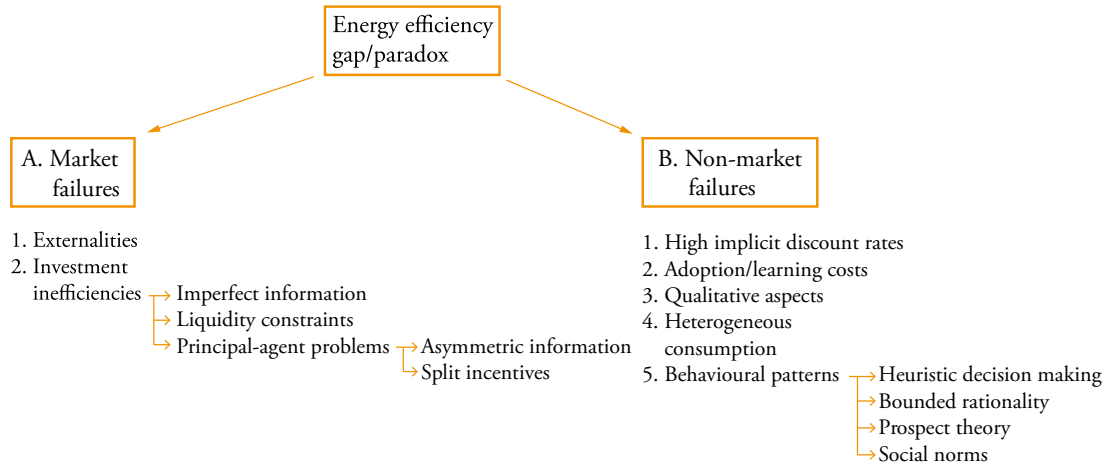 Energy efficiency
gap/paradox
A. Market
failures
B. Non-market
failures
1. Externalities
2. Investment
inefficiencies
Imperfect information
Liquidity constraints
Principal-agent problems
Asymmetric information
Split incentives
1. High implicit discount rates
2. Adoption/learning costs
3. Qualitative aspects
4. Heterogeneous
consumption
5. Behavioural patterns
Heuristic decision making
Bounded rationality
Prospect theory
Social norms